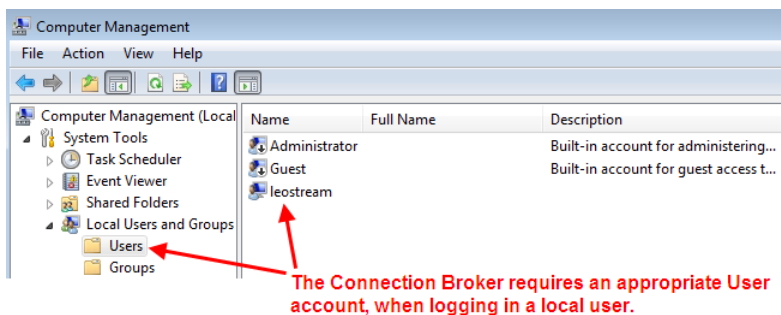 Computer Management
File Action View Help
Computer Management (Local
System Tools
Task Scheduler
Event Viewer
Shared Folders
Local Users and Groups
Users
Groups
Name Full Name Description
Administrator Built-in account for administering...
Guest Built-in account for guest access t...
leostream
The Connection Broker requires an appropriate User
account, when logging in a local user.